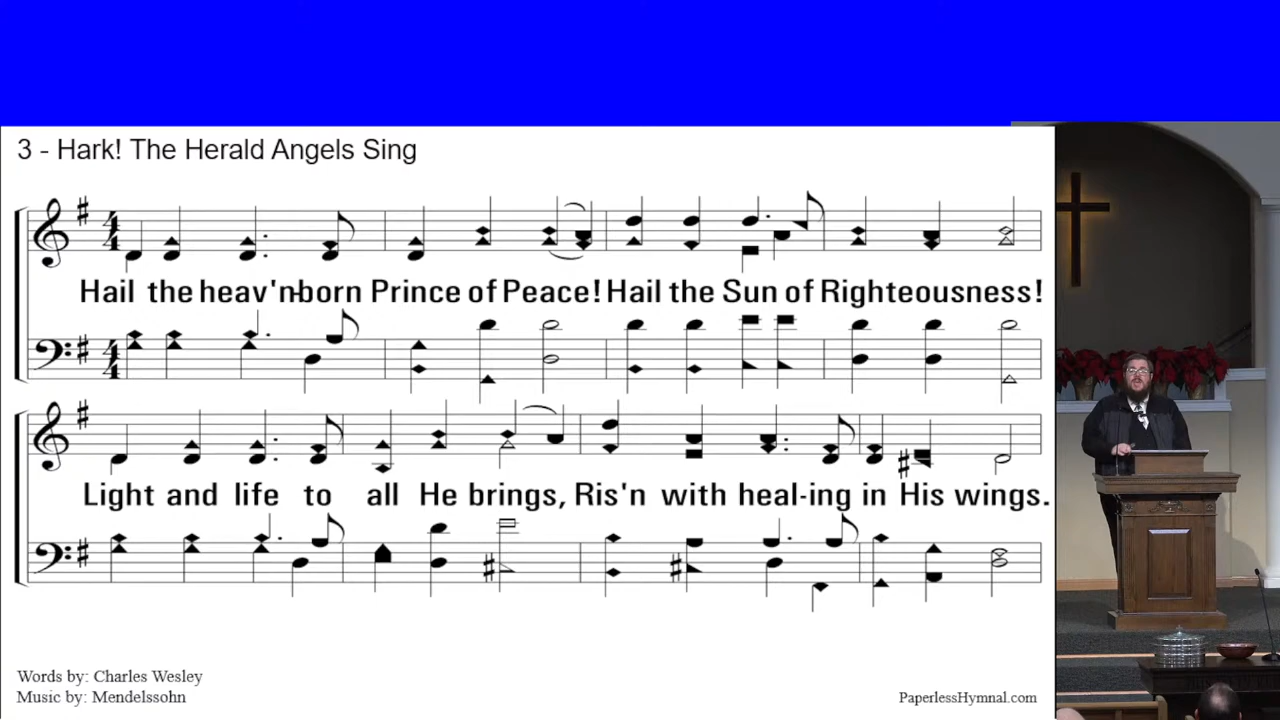 3 - Hark! The Herald Angels Sing
Hail the heav'n-born Prince of Peace! Hail the Sun of Righteousness!
Light and life to all He brings, Ris'n with heal-ing in His wings.
Words by: Charles Wesley
Music by: Mendelssohn
PaperlessHymnal.com